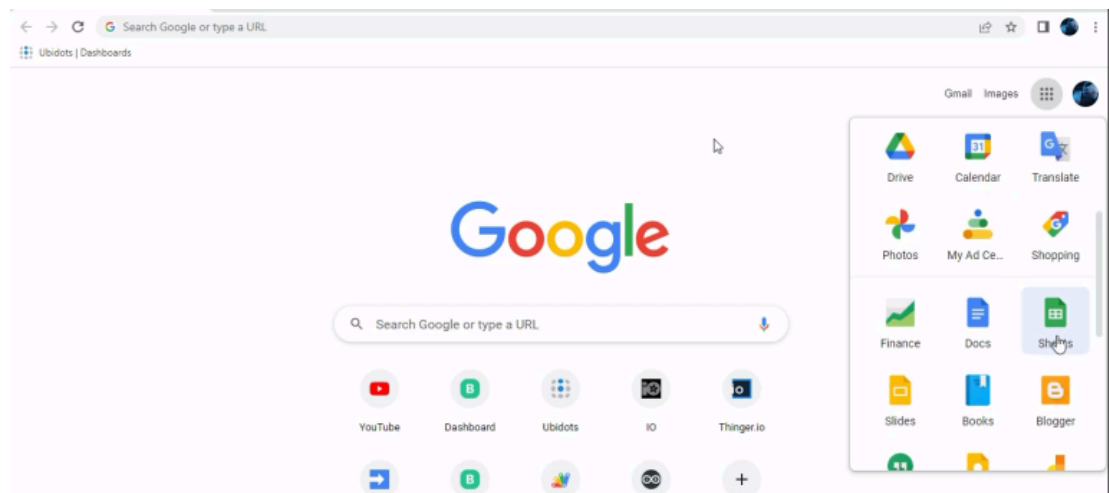 Search Google or type a URL
Ubidots | Dashboards
Gmail Images
31
Drive Calendar Translate
Google
Photos My Ad Ce... Shopping
Search Google or type a URL
Finance Docs Sheets
Slides Books Blogger
B
YouTube Dashboard Ubidots IO Thinger.io
B